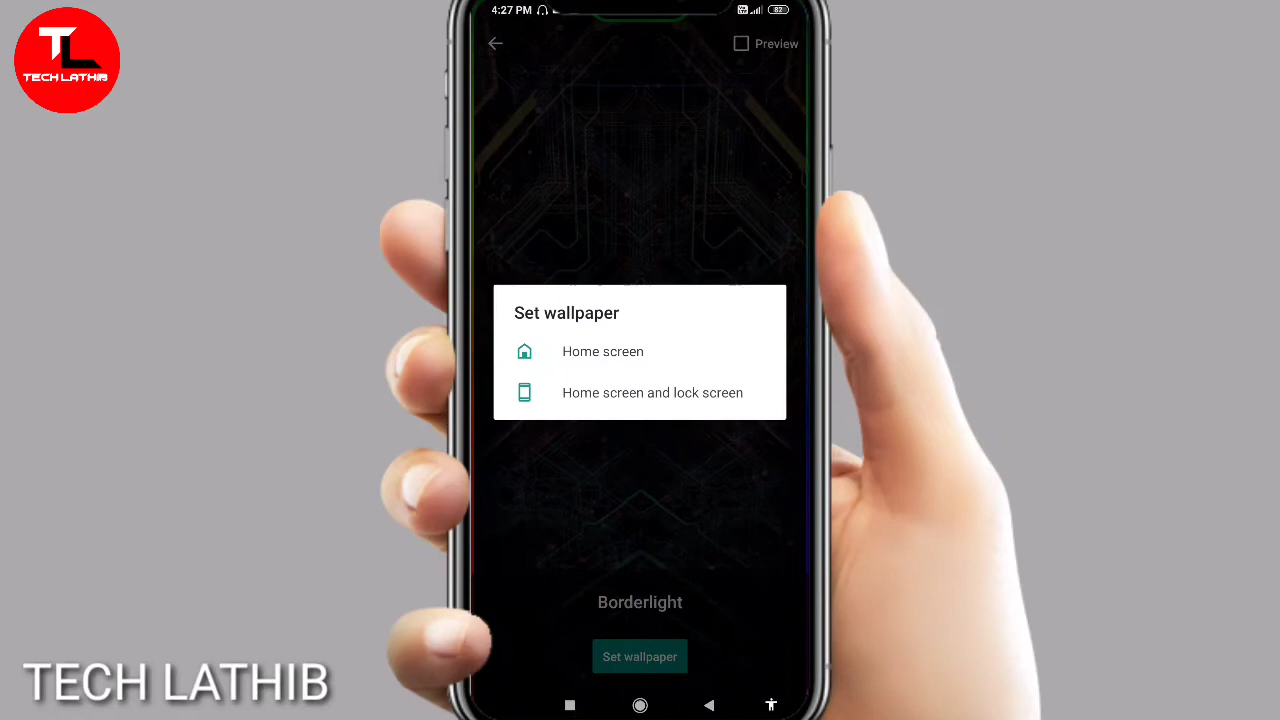 TL
TECH LATHIB
4:27 PM
82
Preview
Set wallpaper
Home screen
Home screen and lock screen
Borderlight
Set wallpaper
TECH LATHIB